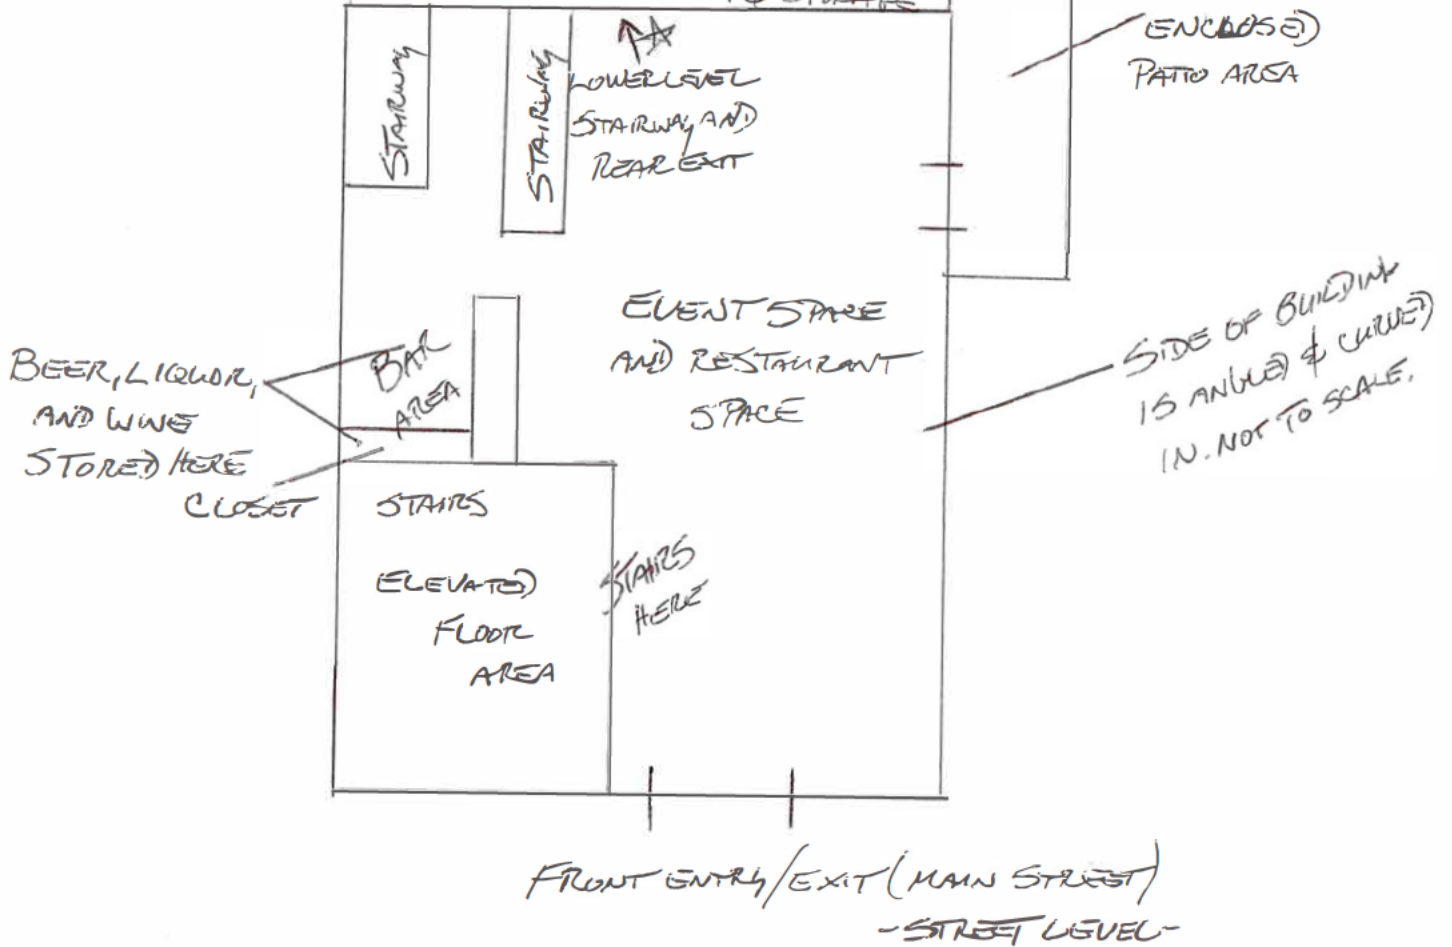 TO STORAGE
ENCLOSED
PATIO AREA
STAIRWAY
STAIRWAY
LOWER LEVEL
STAIRWAY AND
REAR EXIT
EVENT SPACE
AND RESTAURANT
SPACE
SIDE OF BUILDING
IS ANGLED & CURVED
IN. NOT TO SCALE.
BEER, LIQUOR,
AND WINE
STORED HERE
CLOSET
BAR
AREA
STAIRS
ELEVATED
FLOOR
AREA
STAIRS
HERE
FRONT ENTRY/EXIT (MAIN STREET)
-STREET LEVEL-